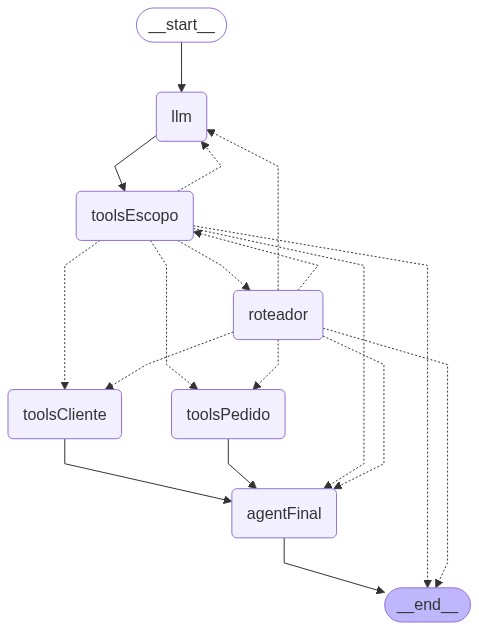 __start__
llm
toolsEscopo
roteador
toolsCliente
toolsPedido
agentFinal
__end__